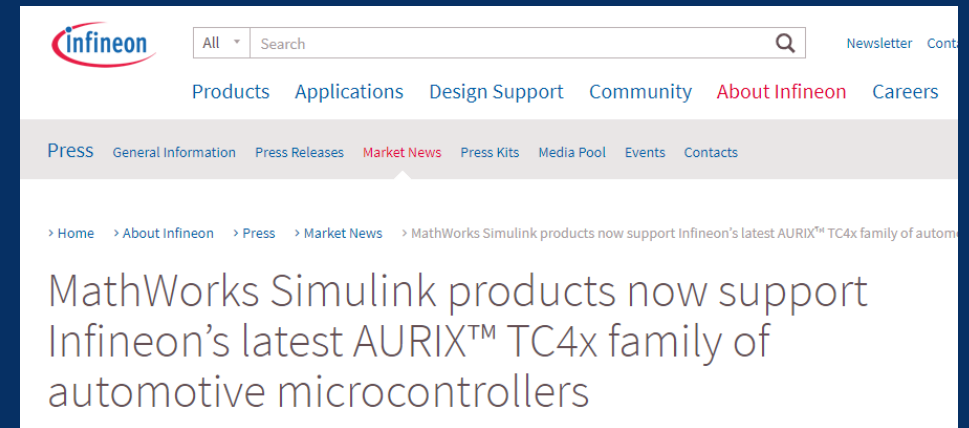 infineon
All Search Newsletter
Products Applications Design Support Community About Infineon Careers
Press General Information Press Releases Market News Press Kits Media Pool Events Contacts
> Home > About Infineon > Press > Market News > MathWorks Simulink products now support Infineon's latest AURIX™ TC4x family of
MathWorks Simulink products now support
Infineon’s latest AURIX™ TC4x family of
automotive microcontrollers